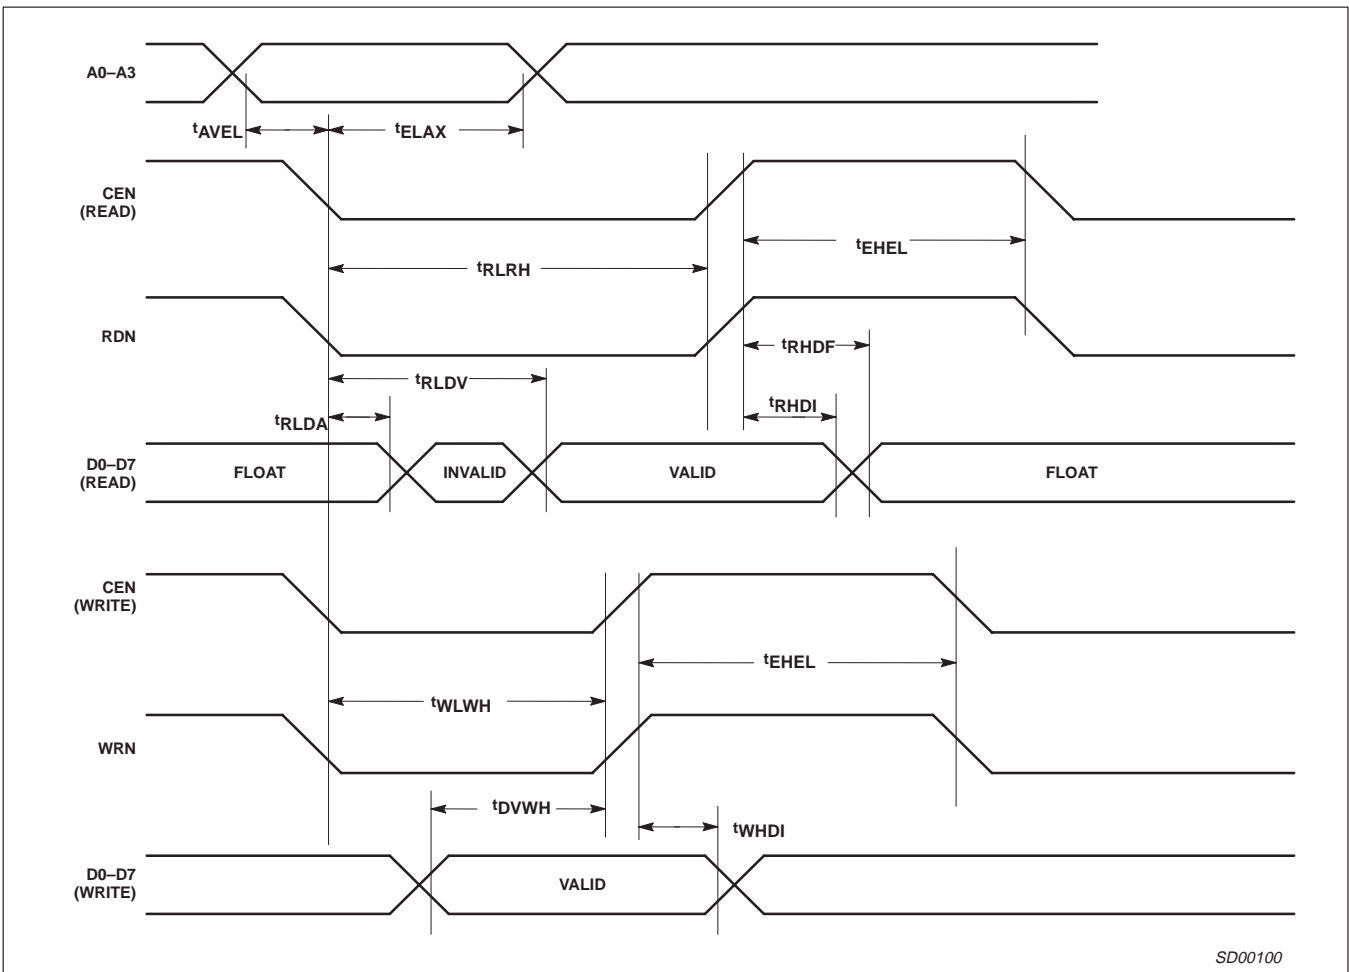 A0–A3
tAVEL
tELAX
CEN
(READ)
tEHEL
tRLRH
RDN
tRHDF
tRLDV
tRHDI
tRLDA
D0–D7
(READ)
FLOAT
INVALID
VALID
FLOAT
CEN
(WRITE)
tEHEL
tWLWH
WRN
tDVWH
tWHDI
D0–D7
(WRITE)
VALID
SD00100